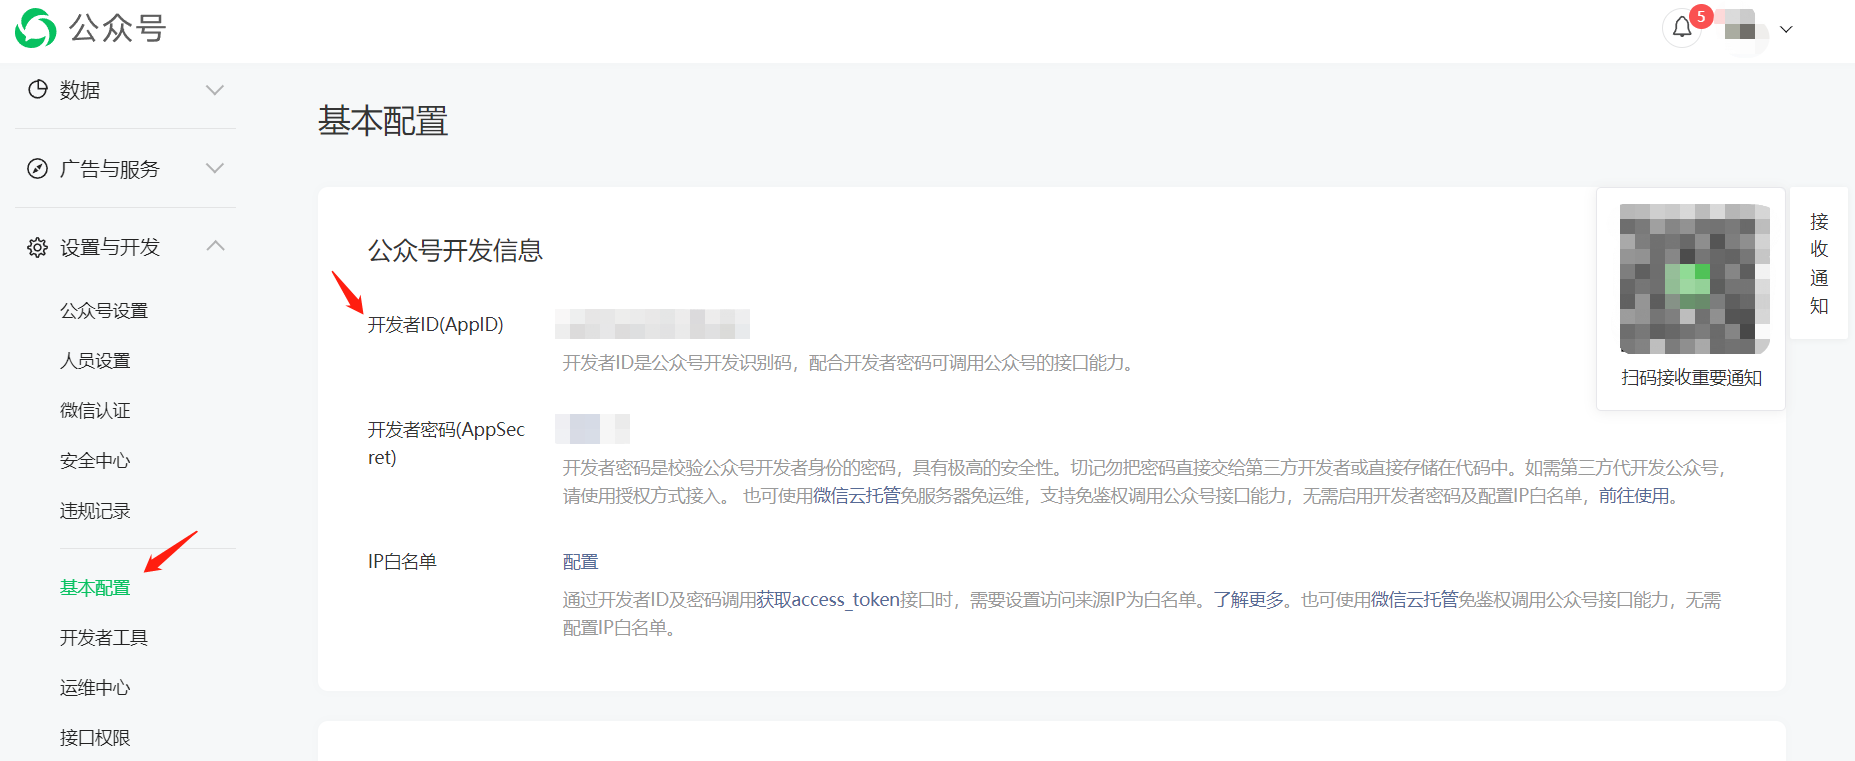 公众号
5
数据
广告与服务
设置与开发
公众号设置
人员设置
微信认证
安全中心
违规记录
基本配置
开发者工具
运维中心
接口权限
基本配置
公众号开发信息
开发者ID(AppID)
开发者ID是公众号开发识别码，配合开发者密码可调用公众号的接口能力。
开发者密码(AppSec
ret)
开发者密码是校验公众号开发者身份的密码，具有极高的安全性。切记勿把密码直接交给第三方开发者或直接存储在代码中。如需第三方代开发公众号，
请使用授权方式接入。 也可使用微信云托管免服务器免运维，支持免鉴权调用公众号接口能力，无需启用开发者密码及配置IP白名单，前往使用。
IP白名单
配置
通过开发者ID及密码调用获取access_token接口时，需要设置访问来源IP为白名单。了解更多。也可使用微信云托管免鉴权调用公众号接口能力，无需
配置IP白名单。
扫码接收重要通知
接
收
通
知